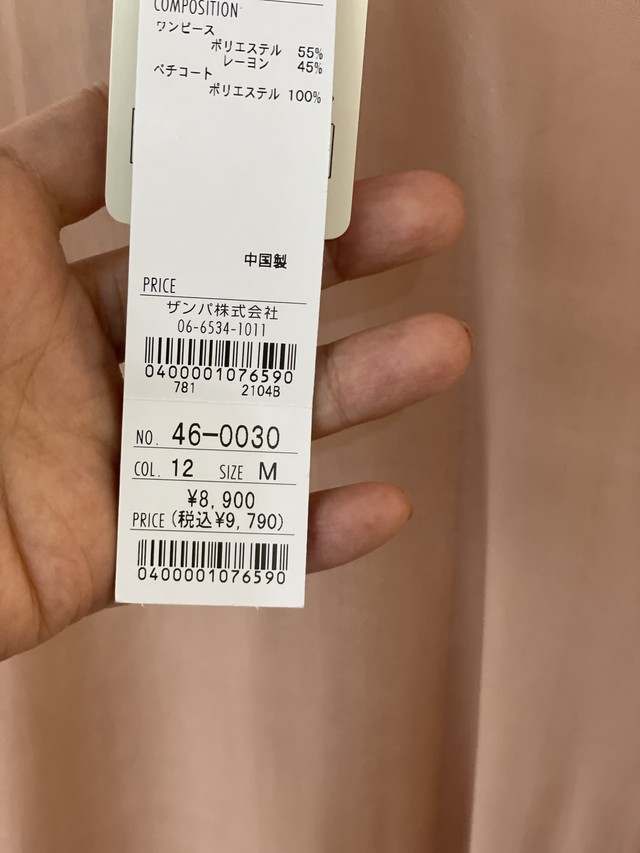 COMPOSITION
ワンピース
ポリエステル 55%
レーヨン 45%
ペチコート
ポリエステル 100%
中国製
PRICE
ザンパ株式会社
06-6534-1011
0400001076590
781 2104B
NO. 46-0030
COL. 12 SIZE M
¥8,900
PRICE (税込¥9,790)
0400001076590